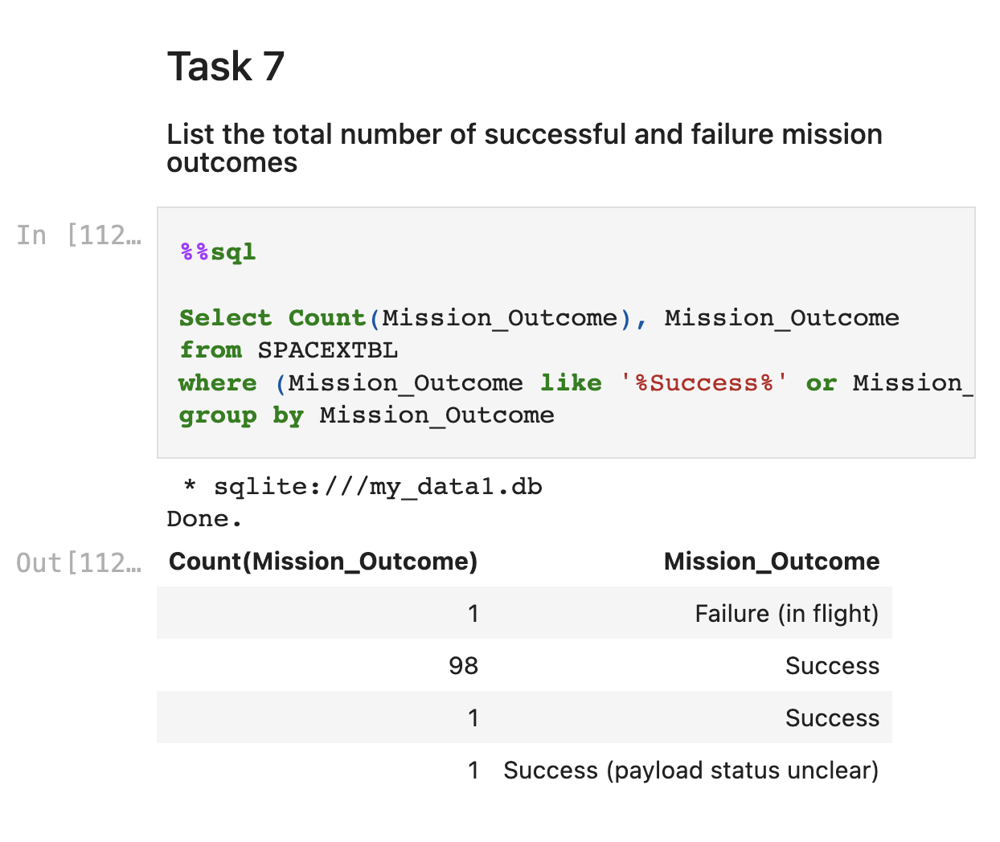 Task 7
List the total number of successful and failure mission
outcomes
In [112…
%%sql
Select Count(Mission_Outcome), Mission_Outcome
from SPACEXTBL
where (Mission_Outcome like '%Success%' or Mission_
group by Mission_Outcome
* sqlite:///my_data1.db
Done.
Out[112…
Count(Mission_Outcome) Mission_Outcome
1 Failure (in flight)
98 Success
1 Success
1 Success (payload status unclear)